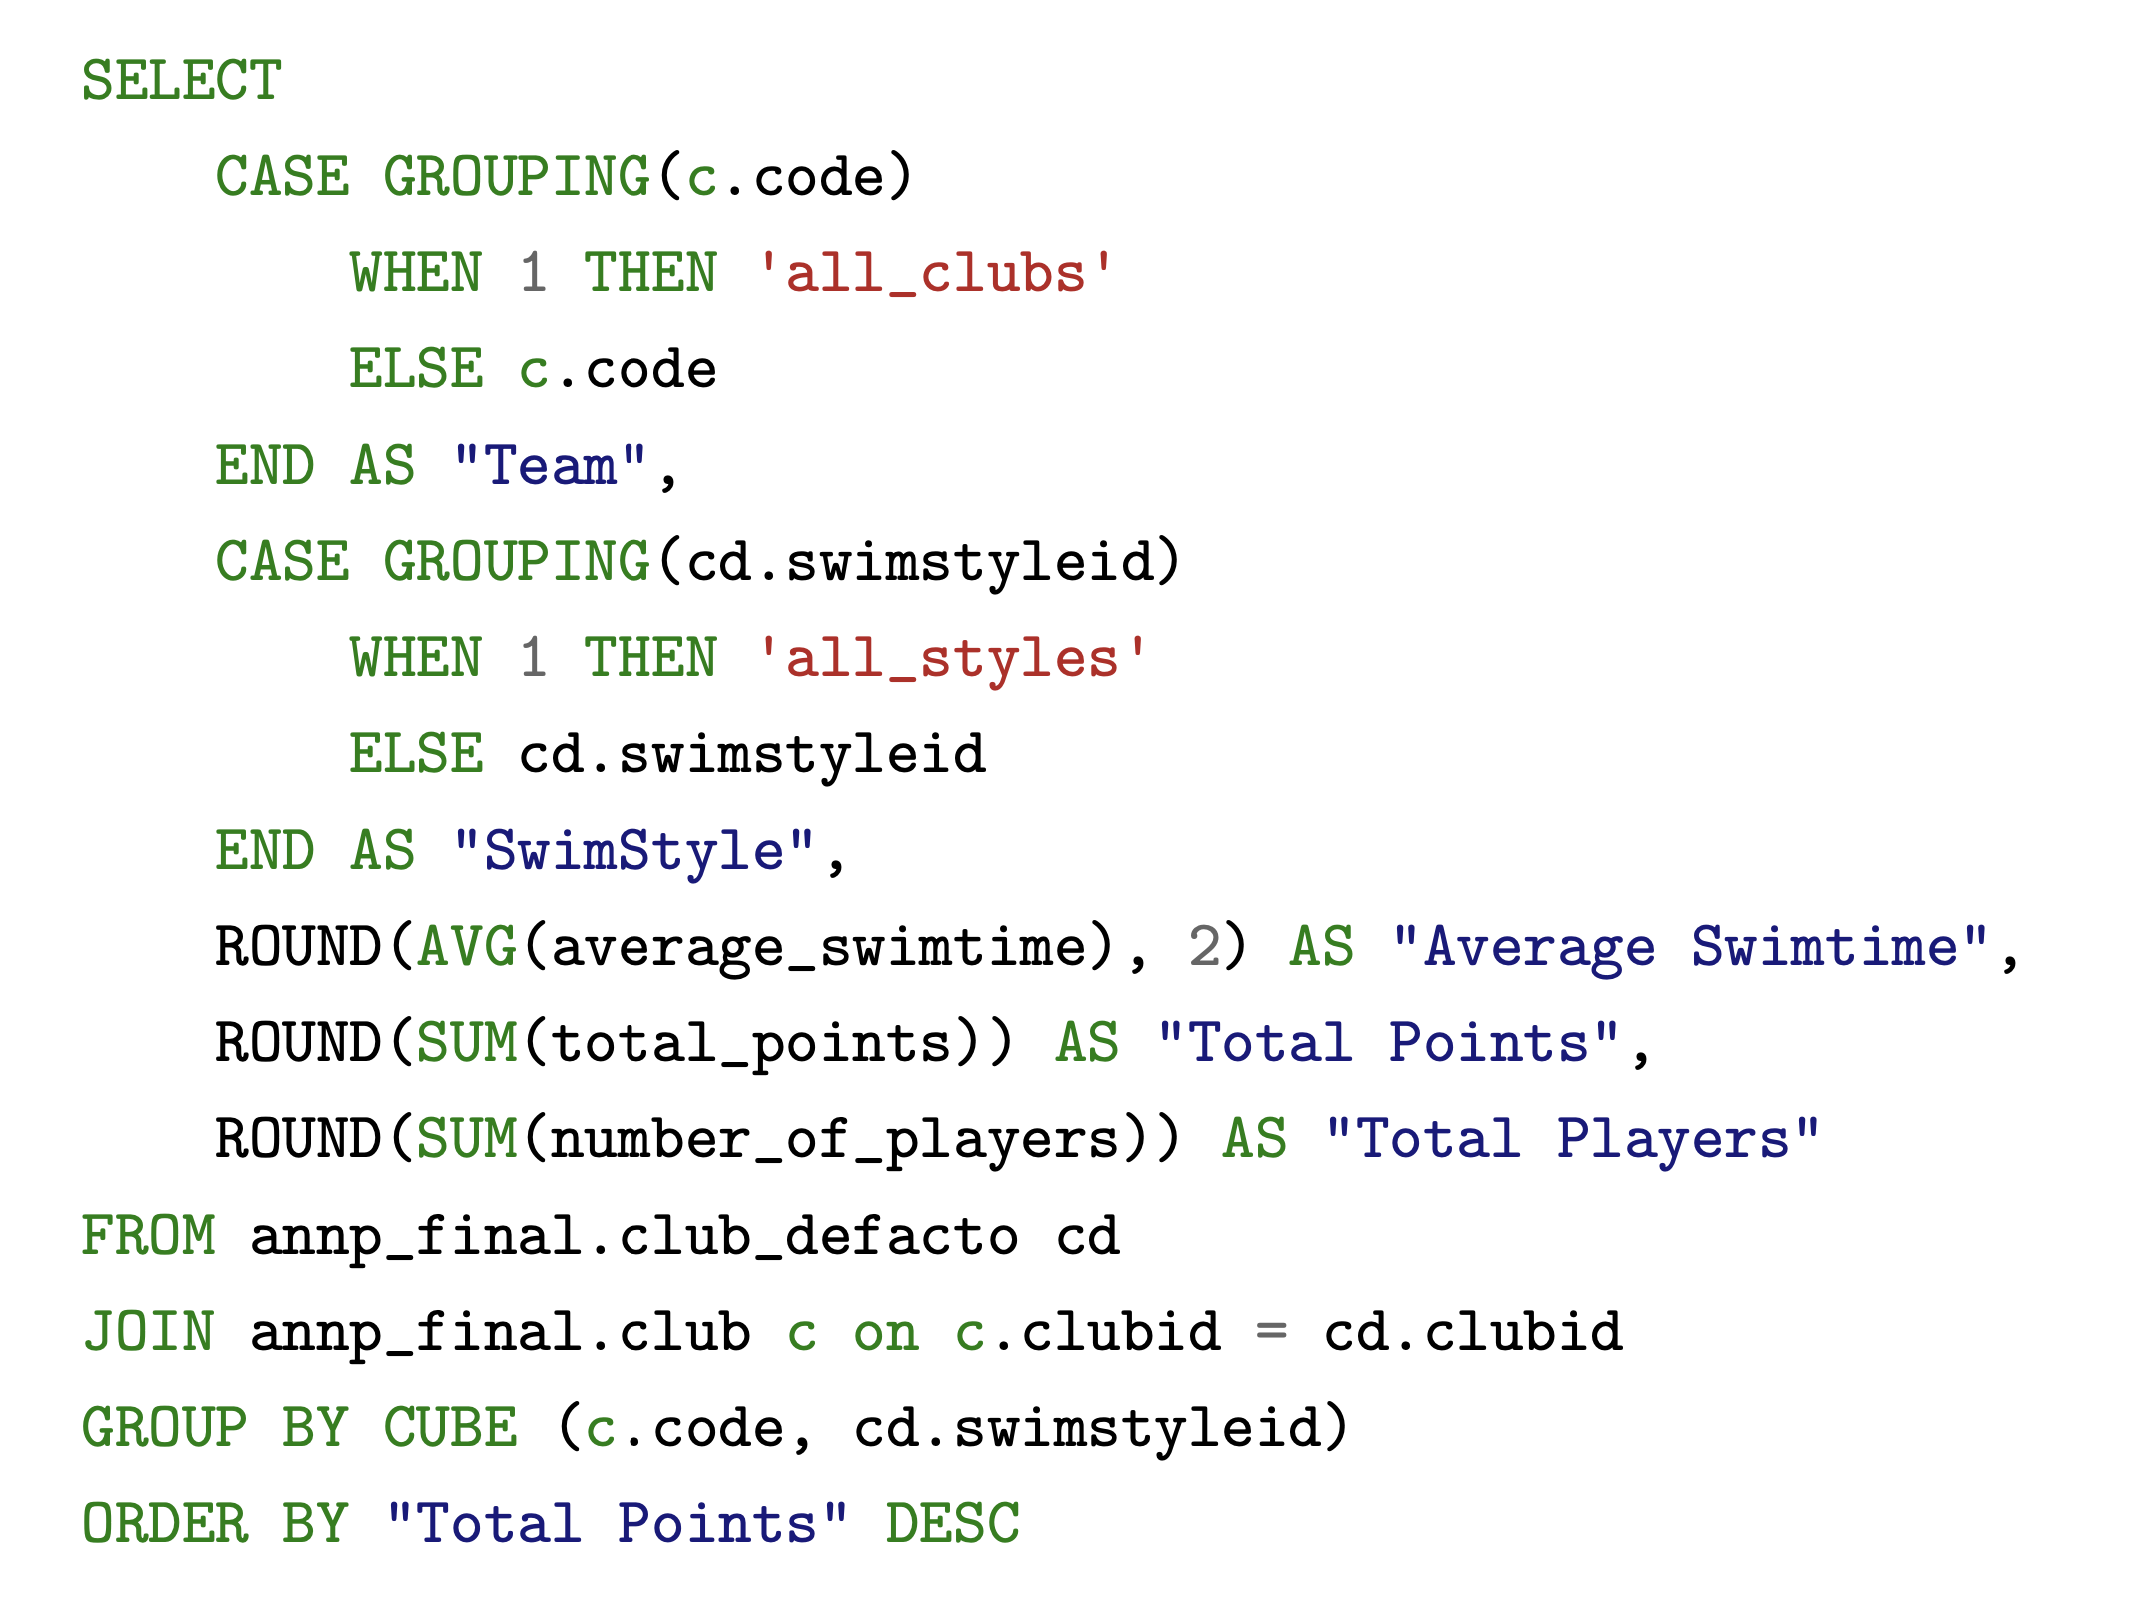 SELECT
    CASE GROUPING(c.code)
        WHEN 1 THEN 'all_clubs'
        ELSE c.code
    END AS "Team",
    CASE GROUPING(cd.swimstyleid)
        WHEN 1 THEN 'all_styles'
        ELSE cd.swimstyleid
    END AS "SwimStyle",
    ROUND(AVG(average_swimtime), 2) AS "Average Swimtime",
    ROUND(SUM(total_points)) AS "Total Points",
    ROUND(SUM(number_of_players)) AS "Total Players"
FROM annp_final.club_defacto cd
JOIN annp_final.club c on c.clubid = cd.clubid
GROUP BY CUBE (c.code, cd.swimstyleid)
ORDER BY "Total Points" DESC